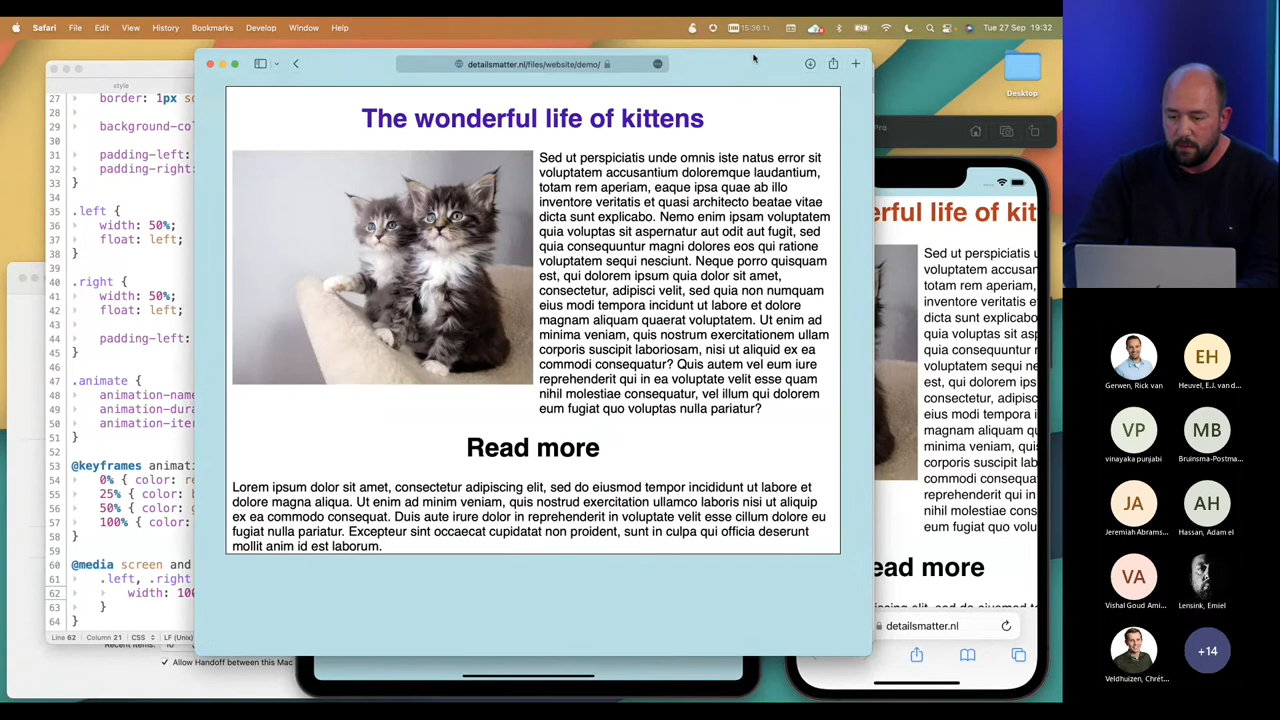 Safari File Edit View History Bookmarks Develop Window Help
15:36:11
Tue 27 Sep 19:32
detailsmatter.nl/files/website/demo/
Desktop
Pro
style
27 border: 1px so
28
29 background-col
30
31 padding-left:
32 padding-right:
33 }
34
35 .left {
36 width: 50%;
37 float: left;
38 }
39
40 .right {
41 width: 50%;
42 float: left;
43
44 padding-left:
45 }
46
47 .animate {
48 animation-name
49 animation-dura
50 animation-iter
51 }
52
53 @keyframes animati
54 0% { color: re
55 25% { color: b
56 50% { color: g
57 100% { color:
58 }
59
60 @media screen and
61 .left, .right
62 width: 100
63 }
64 }
Line 62 Column 21 CSS LF (Unix)
Recent items: 10
Allow Handoff between this Mac
The wonderful life of kittens
Sed ut perspiciatis unde omnis iste natus error sit
voluptatem accusantium doloremque laudantium,
totam rem aperiam, eaque ipsa quae ab illo
inventore veritatis et quasi architecto beatae vitae
dicta sunt explicabo. Nemo enim ipsam voluptatem
quia voluptas sit aspernatur aut odit aut fugit, sed
quia consequuntur magni dolores eos qui ratione
voluptatem sequi nesciunt. Neque porro quisquam
est, qui dolorem ipsum quia dolor sit amet,
consectetur, adipisci velit, sed quia non numquam
eius modi tempora incidunt ut labore et dolore
magnam aliquam quaerat voluptatem. Ut enim ad
minima veniam, quis nostrum exercitationem ullam
corporis suscipit laboriosam, nisi ut aliquid ex ea
commodi consequatur? Quis autem vel eum iure
reprehenderit qui in ea voluptate velit esse quam
nihil molestiae consequatur, vel illum qui dolorem
eum fugiat quo voluptas nulla pariatur?
Read more
Lorem ipsum dolor sit amet, consectetur adipiscing elit, sed do eiusmod tempor incididunt ut labore et
dolore magna aliqua. Ut enim ad minim veniam, quis nostrud exercitation ullamco laboris nisi ut aliquip
ex ea commodo consequat. Duis aute irure dolor in reprehenderit in voluptate velit esse cillum dolore eu
fugiat nulla pariatur. Excepteur sint occaecat cupidatat non proident, sunt in culpa qui officia deserunt
mollit anim id est laborum.
erful life of kit
Sed ut perspiciatis u
voluptatem accusan
totam rem aperiam,
inventore veritatis et
dicta sunt explicabo
quia voluptas sit asp
quia consequuntur m
voluptatem sequi ne
est, qui dolorem ips
consectetur, adipisc
eius modi tempora i
magnam aliquam qu
minima veniam, quis
corporis suscipit lab
commodi consequat
reprehenderit qui in
nihil molestiae cons
eum fugiat quo volu
ead more
detailsmatter.nl
Gerwen, Rick van
EH
Heuvel, E.J. van d...
VP
vinayaka punjabi
MB
Bruinsma-Postma...
JA
Jeremiah Abrams...
AH
Hassan, Adam el
VA
Vishal Goud Ami...
Lensink, Emiel
Veldhuizen, Chrét...
+14